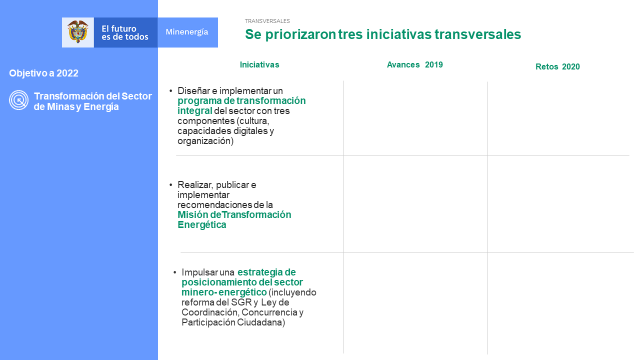 El futuro
es de todos
Minenergía
TRANSVERSALES
Se priorizaron tres iniciativas transversales
Objetivo a 2022
Transformación del Sector
de Minas y Energía
Iniciativas
Avances 2019
Retos 2020
• Diseñar e implementar un
programa de transformación
integral del sector con tres
componentes (cultura,
capacidades digitales y
organización)
• Realizar, publicar e
implementar
recomendaciones de la
Misión de Transformación
Energética
• Impulsar una estrategia de
posicionamiento del sector
minero-energético (incluyendo
reforma del SGR y Ley de
Coordinación, Concurrencia y
Participación Ciudadana)